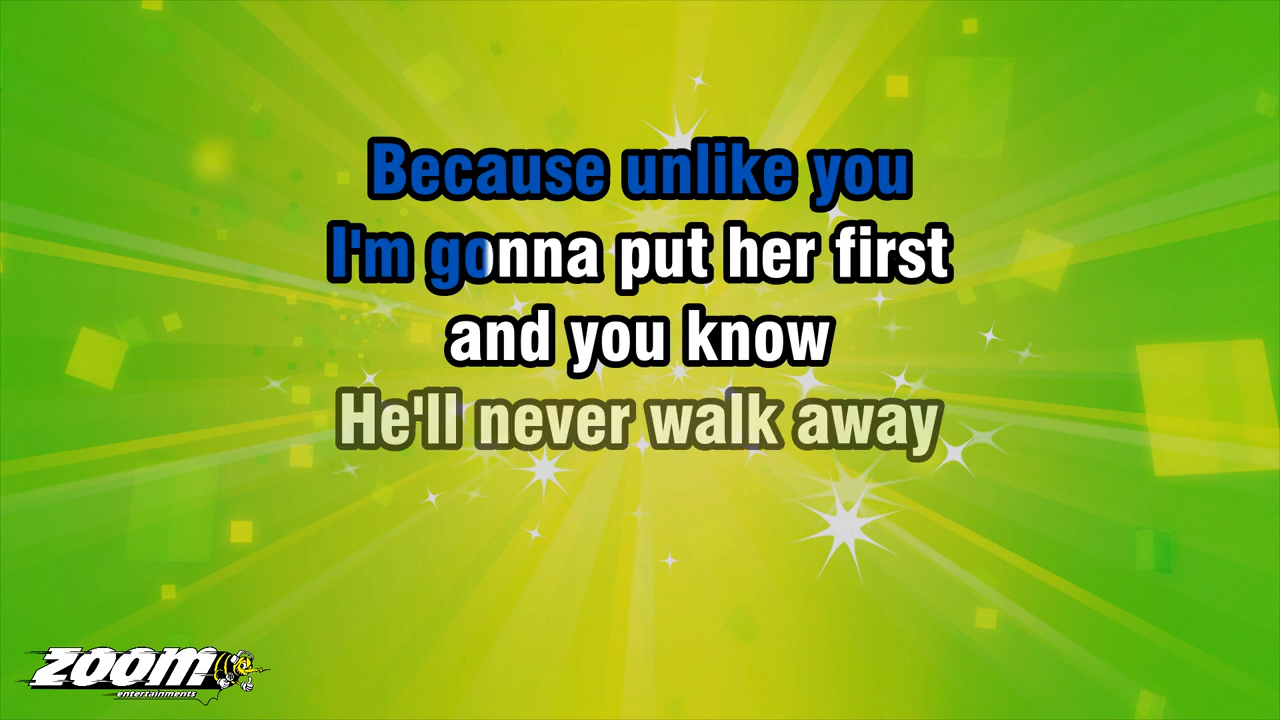 Because unlike you
I'm gonna put her first
and you know
He'll never walk away
zoom
entertainments